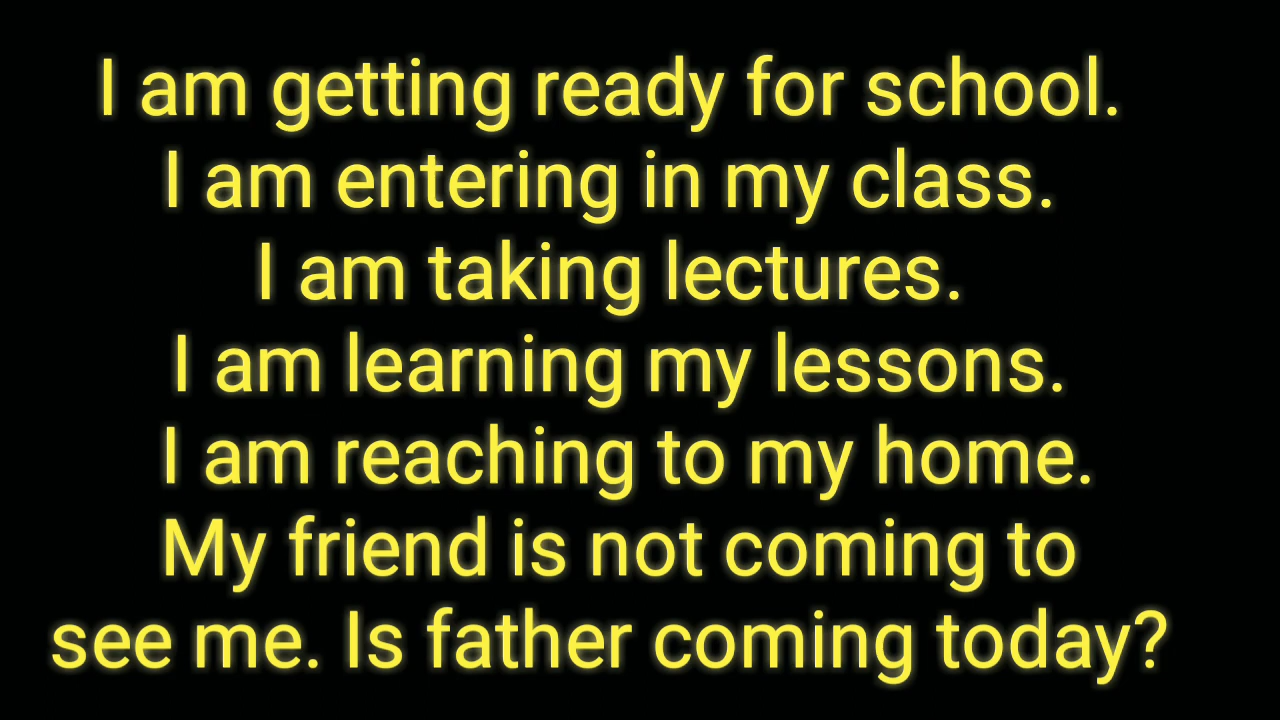 I am getting ready for school.
I am entering in my class.
I am taking lectures.
I am learning my lessons.
I am reaching to my home.
My friend is not coming to
see me. Is father coming today?